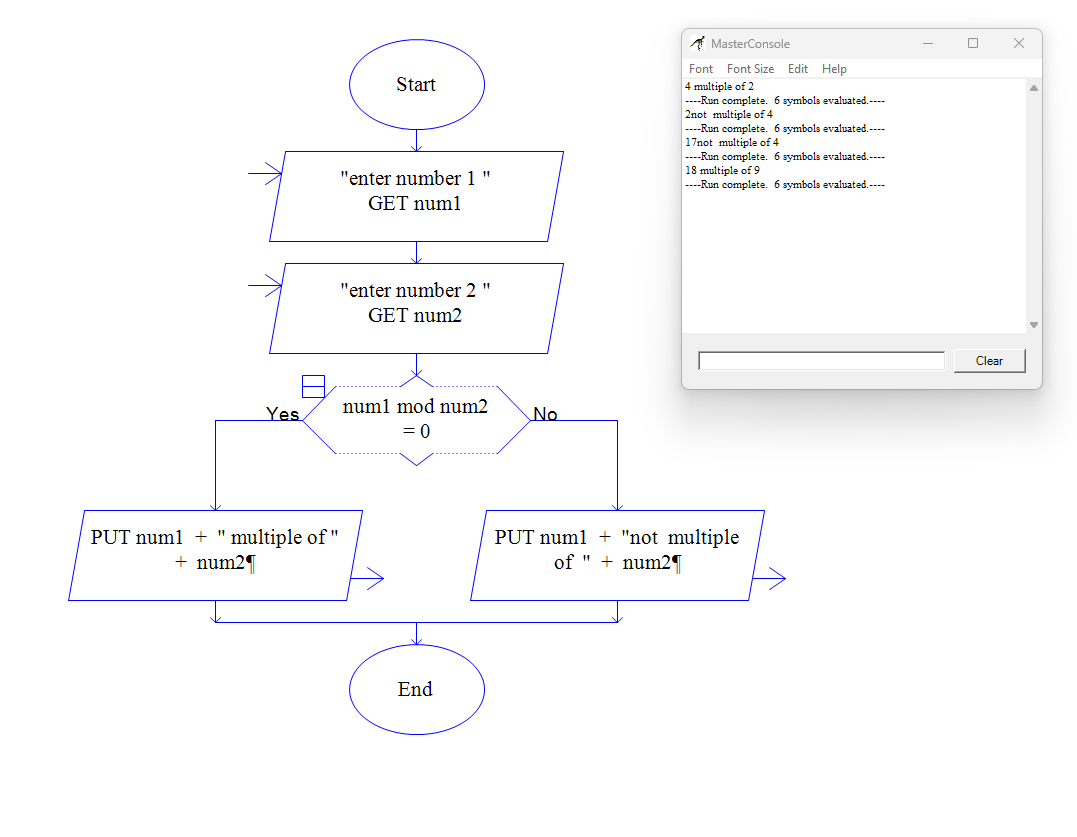 Start
"enter number 1 "
GET num1
"enter number 2 "
GET num2
Yes
num1 mod num2
= 0
No
PUT num1 + " multiple of "
+ num2¶
PUT num1 + "not multiple
of " + num2¶
End
MasterConsole
Font Font Size Edit Help
4 multiple of 2
----Run complete. 6 symbols evaluated.----
2not multiple of 4
----Run complete. 6 symbols evaluated.----
17not multiple of 4
----Run complete. 6 symbols evaluated.----
18 multiple of 9
----Run complete. 6 symbols evaluated.----
Clear